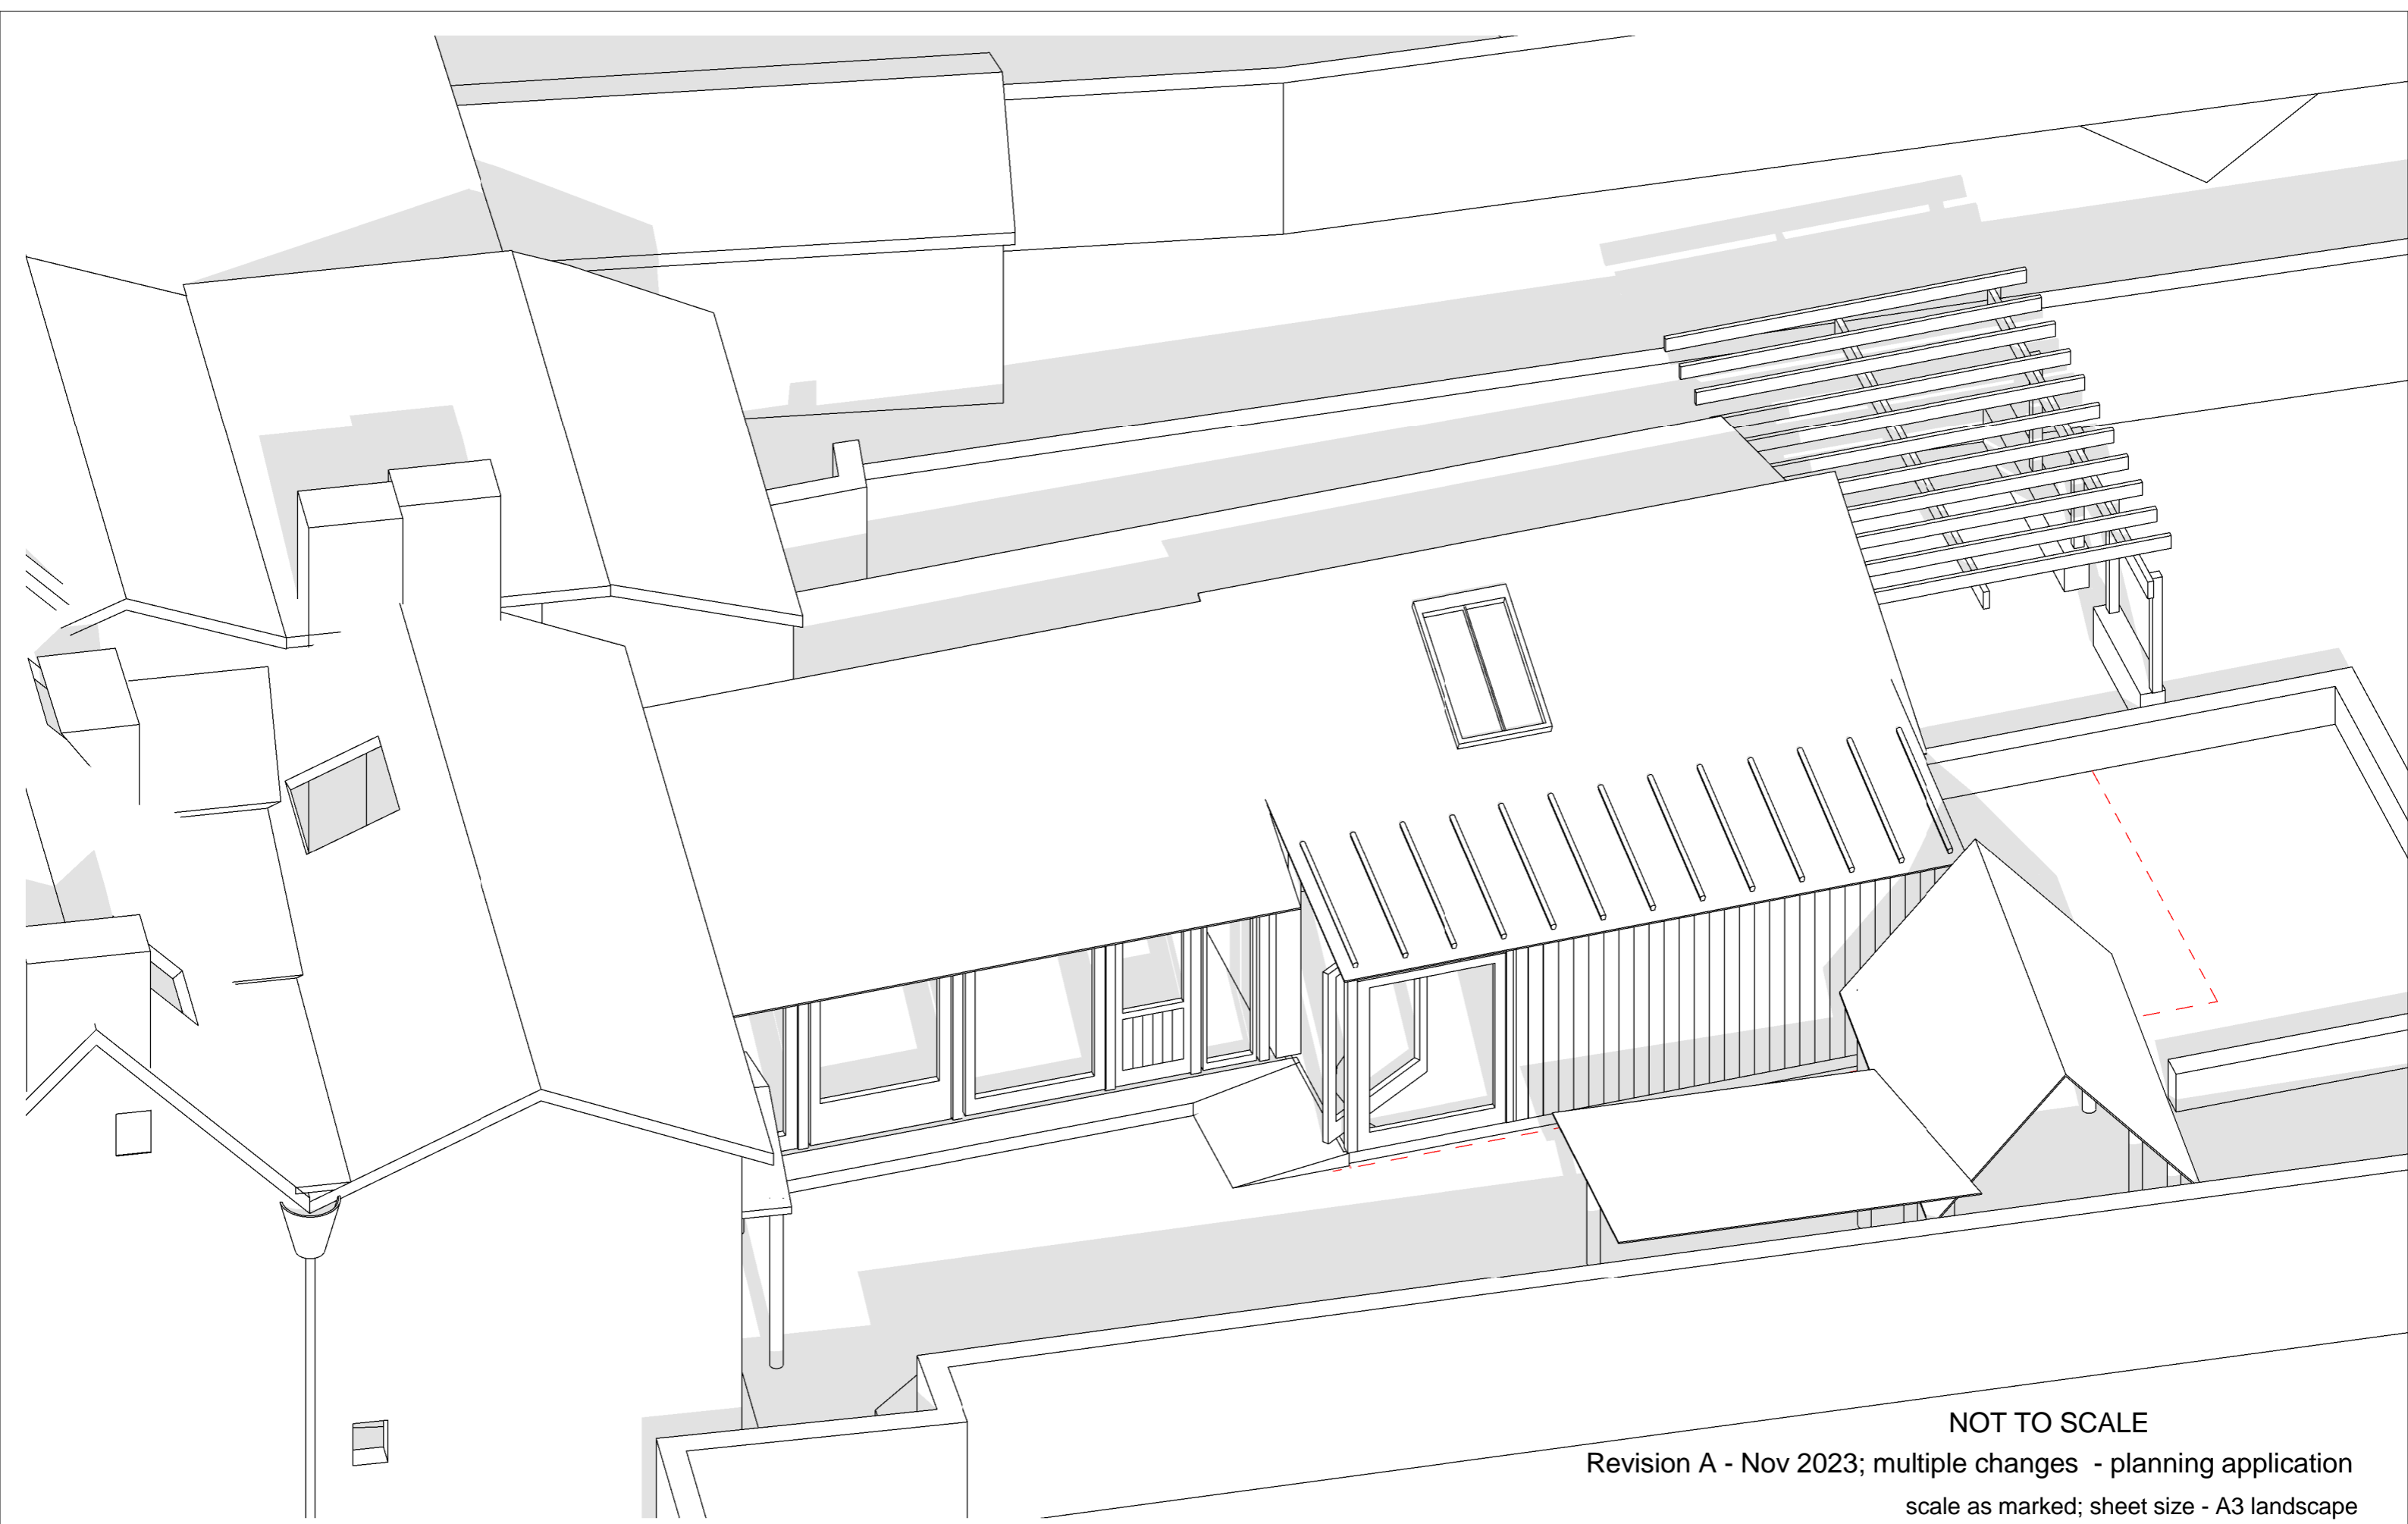 NOT TO SCALE
Revision A - Nov 2023; multiple changes - planning application
scale as marked; sheet size - A3 landscape